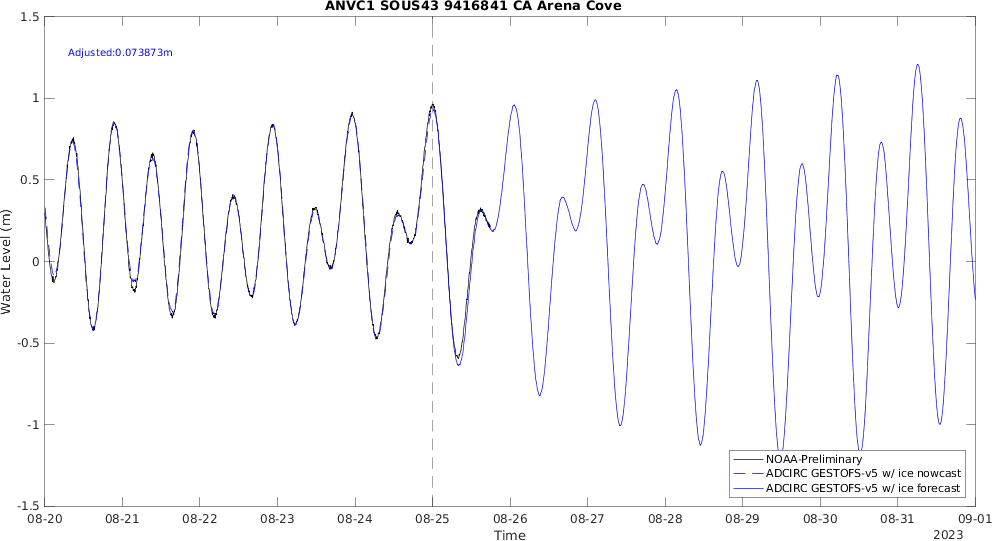 ANVC1 SOUS43 9416841 CA Arena Cove
Adjusted:0.073873m
Water Level (m)
1.5
1
0.5
0
-0.5
-1
-1.5
NOAA-Preliminary
ADCIRC GESTOFS-v5 w/ ice nowcast
ADCIRC GESTOFS-v5 w/ ice forecast
08-20 08-21 08-22 08-23 08-24 08-25 08-26 08-27 08-28 08-29 08-30 08-31 09-01
Time
2023